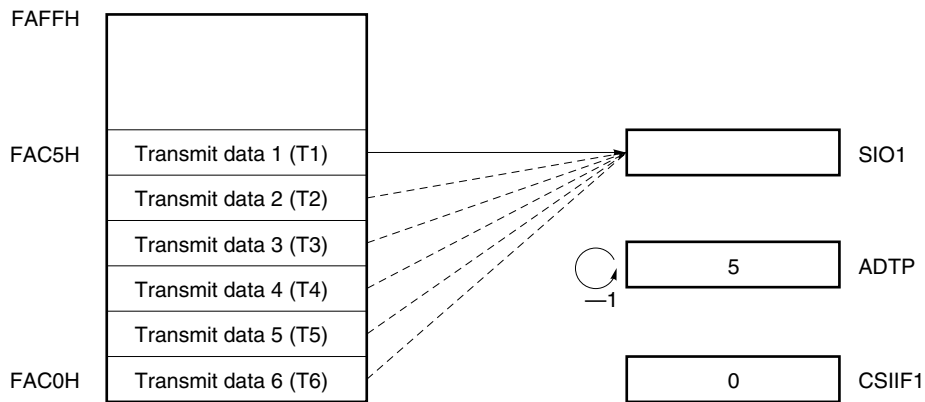 FAFFH
FAC5H
Transmit data 1 (T1)
SIO1
Transmit data 2 (T2)
Transmit data 3 (T3)
5
ADTP
—1
Transmit data 4 (T4)
Transmit data 5 (T5)
FAC0H
Transmit data 6 (T6)
0
CSIIF1